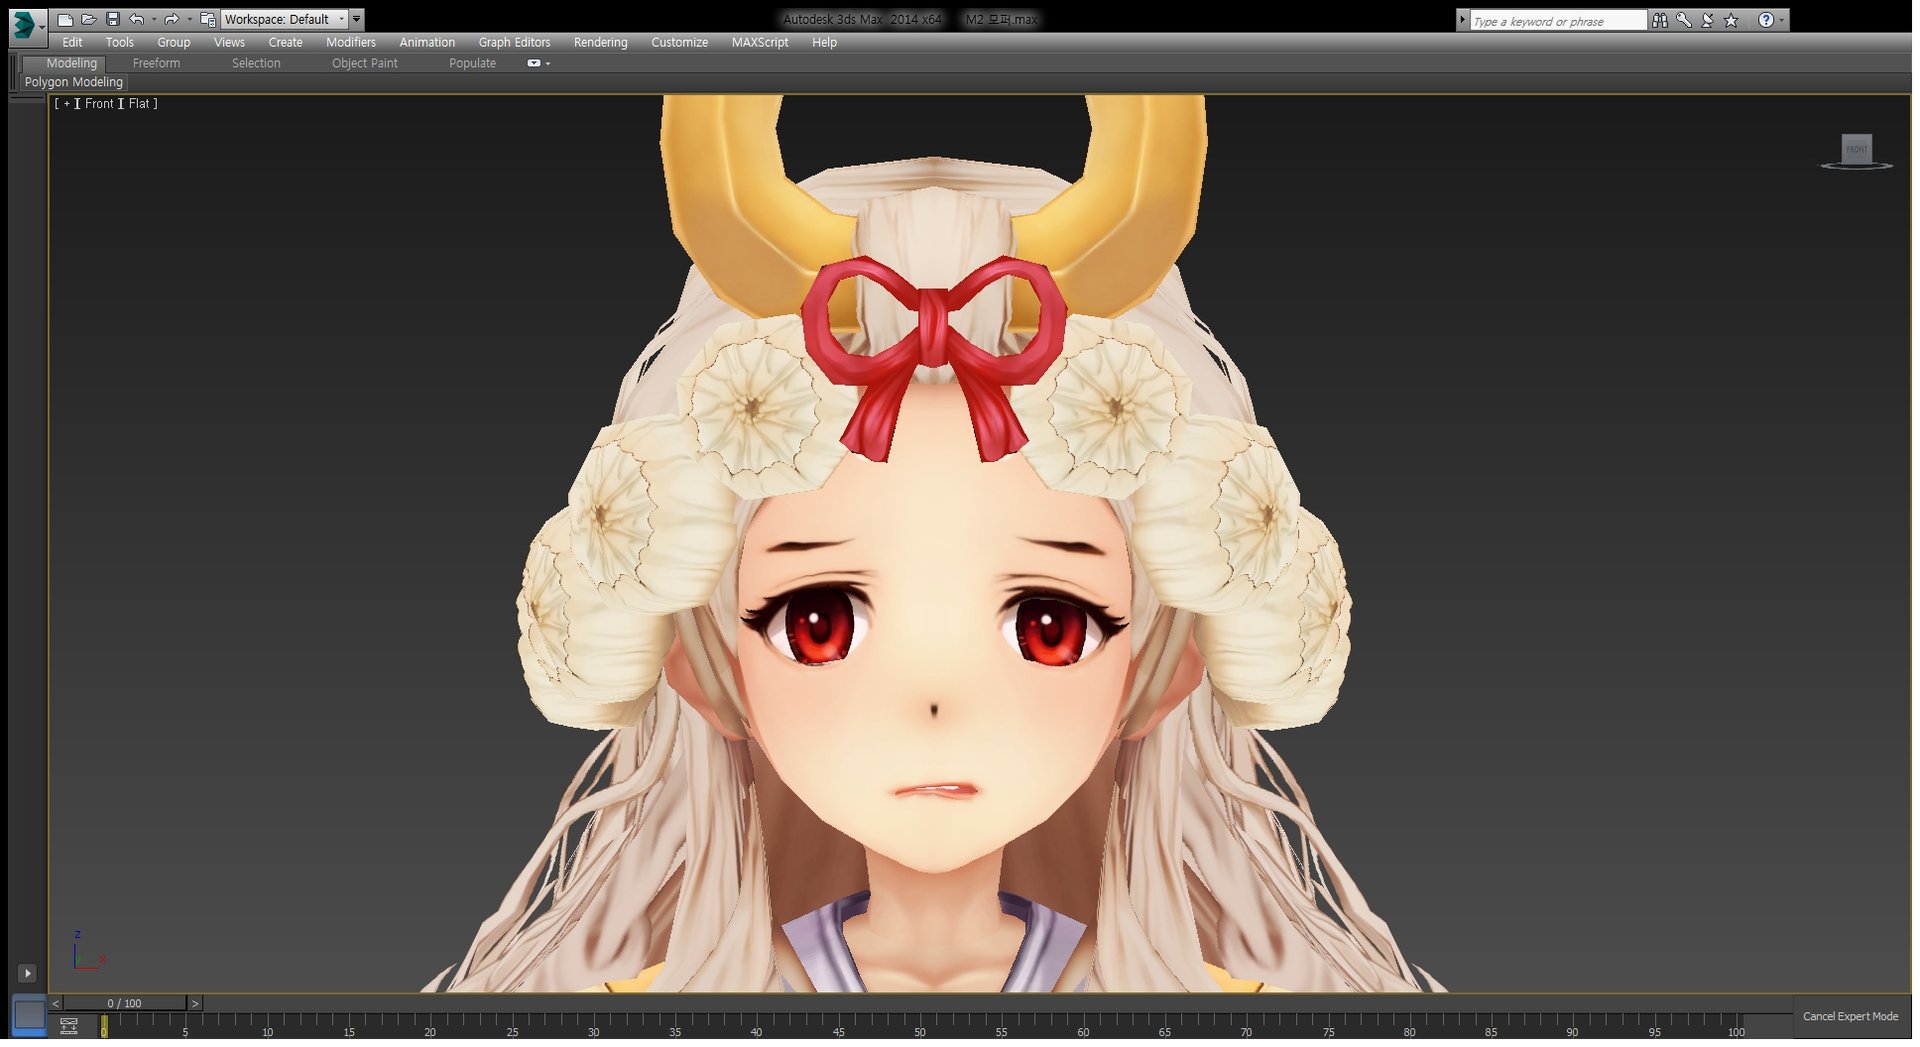 Workspace: Default
Autodesk 3ds Max 2014 x64 M2 모퍼.max
Type a keyword or phrase
Edit Tools Group Views Create Modifiers Animation Graph Editors Rendering Customize MAXScript Help
Modeling Freeform Selection Object Paint Populate
Polygon Modeling
[ + ] Front ] Flat ]
FRONT
z
y x
< 0 / 100 >
0 5 10 15 20 25 30 35 40 45 50 55 60 65 70 75 80 85 90 95 100
Cancel Expert Mode